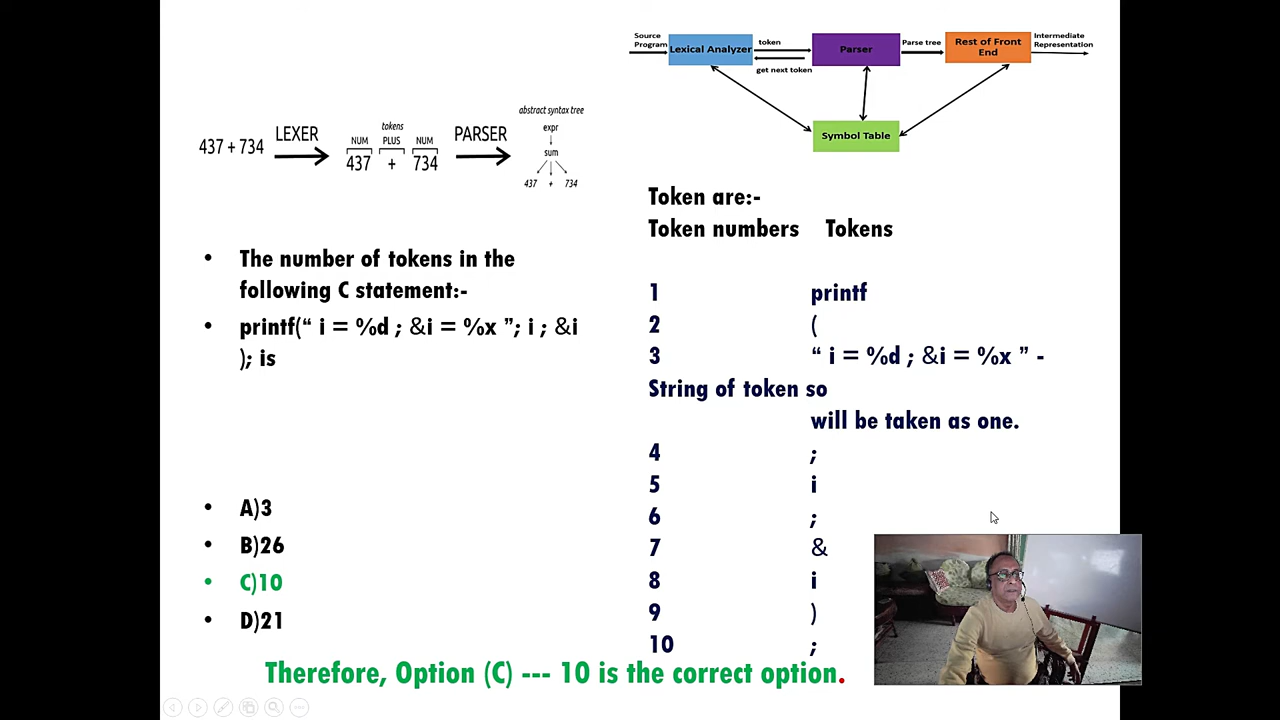 Source
Program
Lexical Analyzer
token
get next token
Parser
Parse tree
Rest of Front
End
Intermediate
Representation
Symbol Table
437 + 734
LEXER
tokens
NUM PLUS NUM
437 + 734
PARSER
abstract syntax tree
expr
sum
437 + 734
• The number of tokens in the
following C statement:-
• printf(“ i = %d ; &i = %x ”; i ; &i
); is
• A)3
• B)26
• C)10
• D)21
Token are:-
Token numbers Tokens
1 printf
2 (
3 “ i = %d ; &i = %x ” -
String of token so
will be taken as one.
4 ;
5 i
6 ;
7 &
8 i
9 )
10 ;
Therefore, Option (C) --- 10 is the correct option.